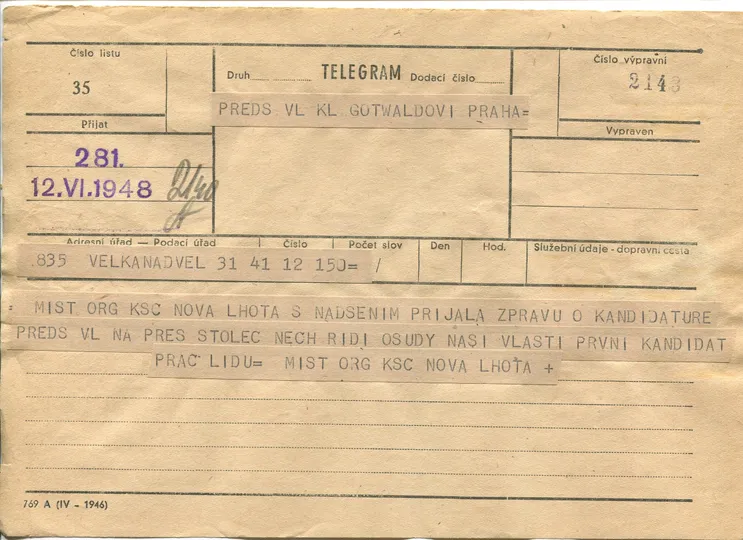 Číslo listu
35
Přijat
281.
12.VI.1948
2140
Druh TELEGRAM Dodací číslo
PREDS VL KL GOTWALDOVI PRAHA=
Číslo výpravní
2143
Vypraven
Adresní úřad — Podací úřad Číslo Počet slov Den Hod. Služební údaje - dopravní cesta
835 VELKANADVEL 31 41 12 150= /
= MIST ORG KSC NOVA LHOTA S NADSENIM PRIJALA ZPRAVU O KANDIDATURE
PREDS VL NA PRES STOLEC NECH RIDI OSUDY NASI VLASTI PRVNI KANDIDAT
PRAC LIDU= MIST ORG KSC NOVA LHOTA +
769 A (IV - 1946)